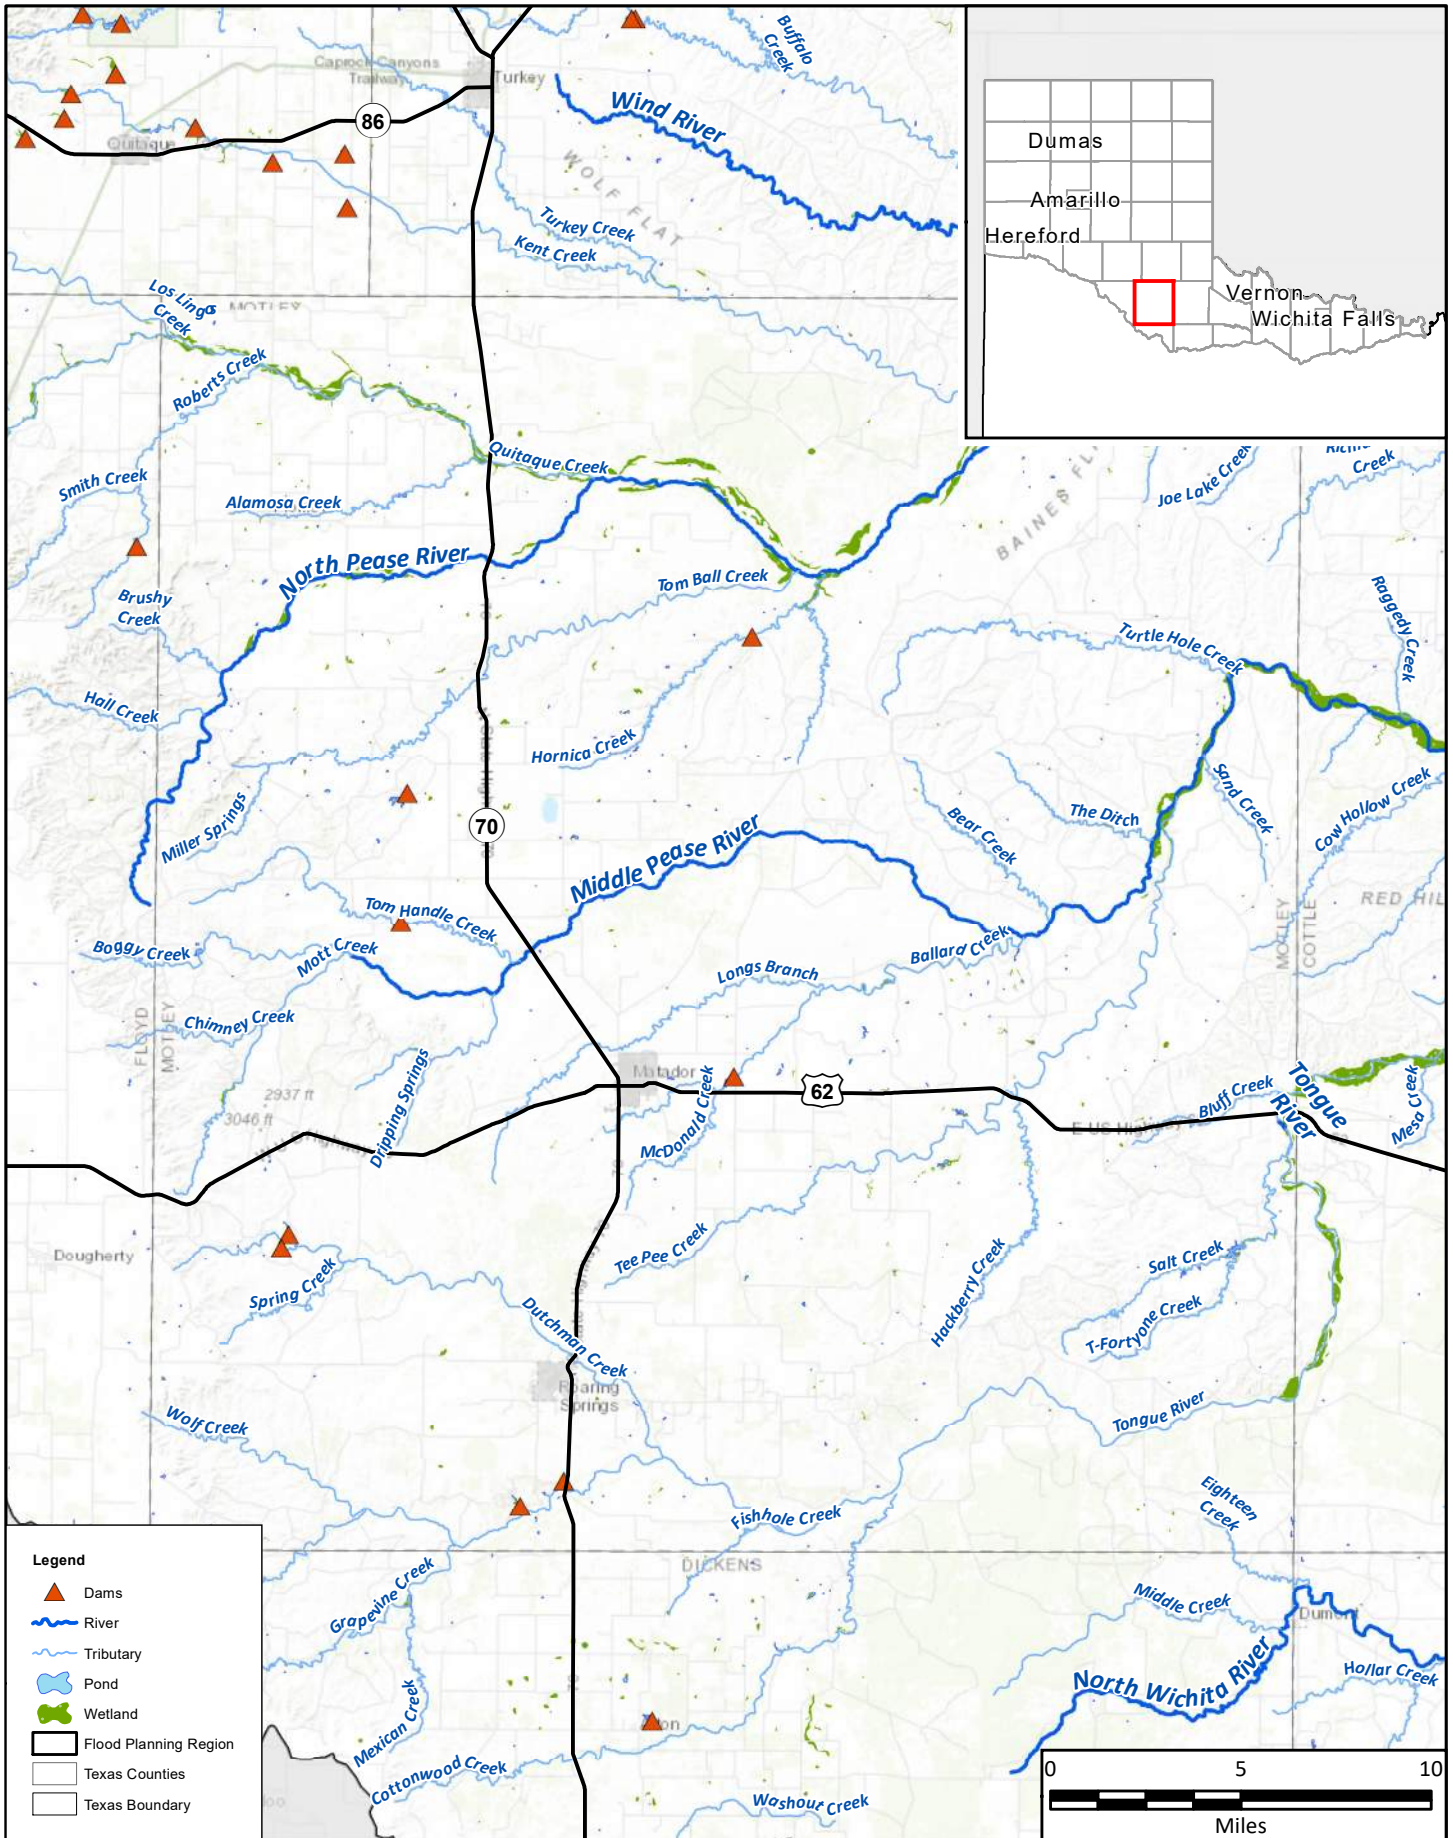 Buffalo
Creek
Caprock Canyons
Trailway
Turkey
Wind River
86
Quitaque
WOLF FLAT
Turkey Creek
Kent Creek
Dumas
Amarillo
Hereford
Vernon
Wichita Falls
Los Lingos
Creek
MOTLEY
Roberts Creek
Quitaque Creek
Smith Creek
Alamosa Creek
BAINES FL
Joe Lake Creek
Creek
North Pease River
Tom Ball Creek
Brushy
Creek
Raggedy Creek
Turtle Hole Creek
Hall Creek
Hornica Creek
Miller Springs
70
Sand Creek
Cow Hollow Creek
The Ditch
Bear Creek
Middle Pease River
RED HIL
Tom Handle Creek
Boggy Creek
Mott Creek
Ballard Creek
Longs Branch
MOTLEY
COTTLE
Chimney Creek
FLOYD
MOTLEY
Dripping Springs
Matador
62
2937 ft
3046 ft
McDonald Creek
Bluff Creek
Tongue
River
Mesa Creek
E US High
Dougherty
Tee Pee Creek
Spring Creek
Hackberry Creek
Salt Creek
T-Fortyone Creek
Dutchman Creek
Roaring
Springs
Tongue River
Wolf Creek
Eighteen
Creek
Fishhole Creek
DICKENS
Grapevine Creek
Middle Creek
Dumont
North Wichita River
Hollar Creek
Mexican Creek
Cottonwood Creek
Washout Creek
Legend
Dams
River
Tributary
Pond
Wetland
Flood Planning Region
Texas Counties
Texas Boundary
0 5 10
Miles